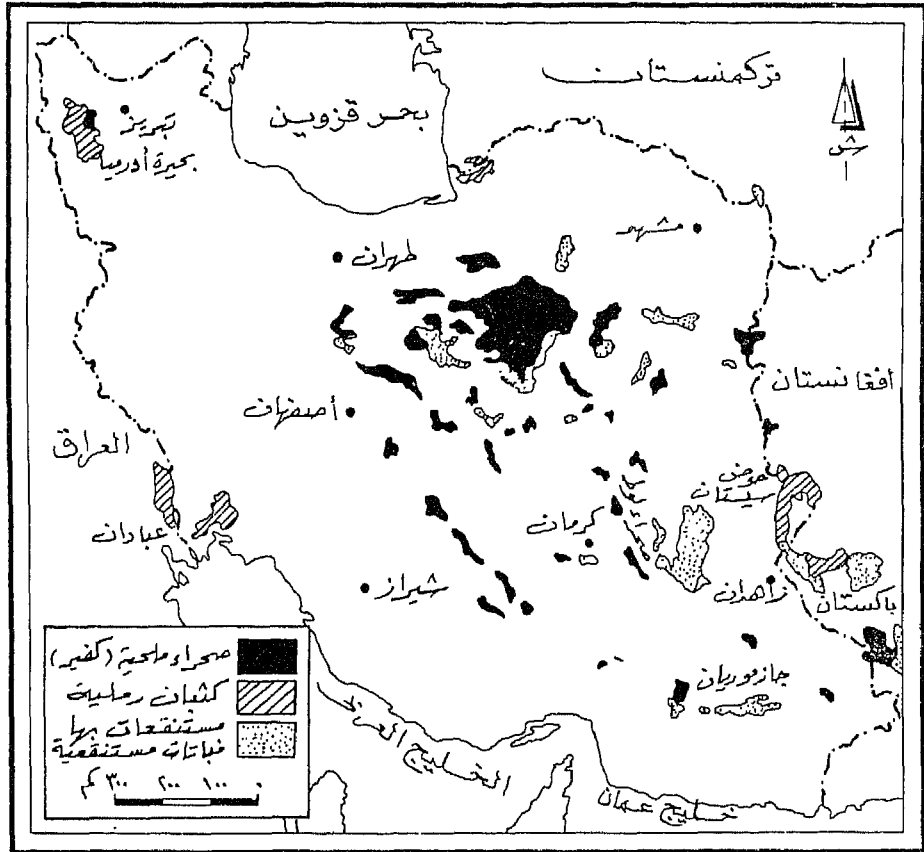 تركمنستان
بحر قزوين
ش
تبريز
بحيرة أدرميا
مشهد
طهران
أفغانستان
أصفهان
العراق
حوض
سيستان
عبادان
كرمان
شيراز
زاهدان
باكستان
جازموريان
صحراء ملحية (كفير)
كثبان رملية
مستنقعات بها
نباتات مستنقعية
٣٠٠ كم ٢٠٠ ١٠٠ ٠
الخليج العربي
خليج عمان